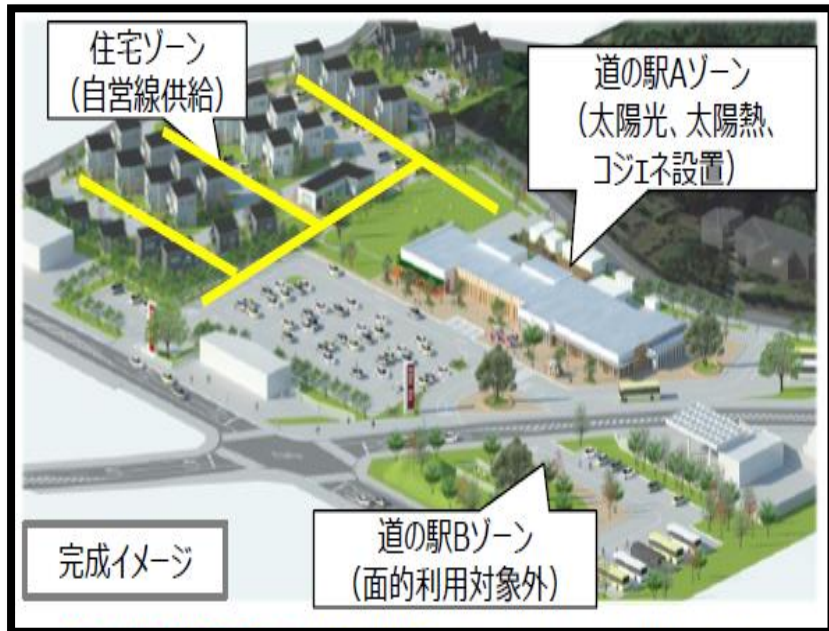 住宅ゾーン
（自営線供給）
道の駅Aゾーン
（太陽光、太陽熱、
コジェネ設置）
道の駅Bゾーン
（面的利用対象外）
完成イメージ